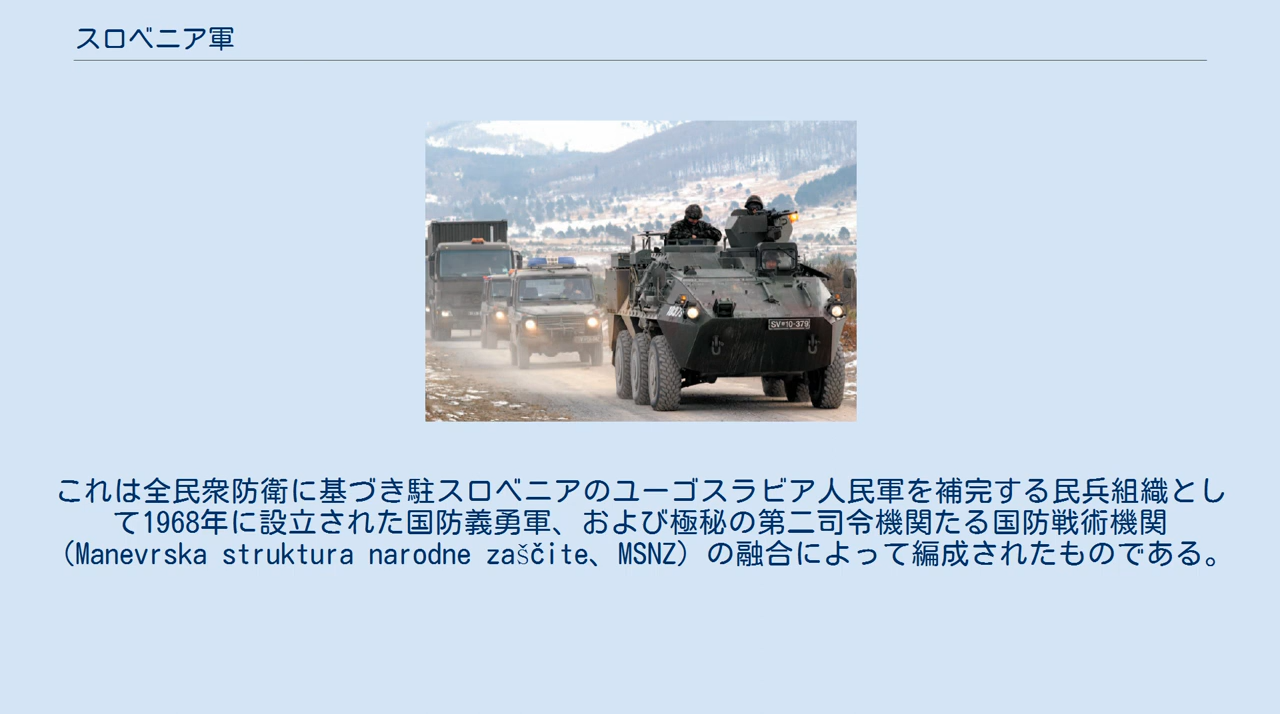 スロベニア軍
SV*10-379
これは全民衆防衛に基づき駐スロベニアのユーゴスラビア人民軍を補完する民兵組織とし
て1968年に設立された国防義勇軍、および極秘の第二司令機関たる国防戦術機関
（Manevrska struktura narodne zaščite、MSNZ）の融合によって編成されたものである。